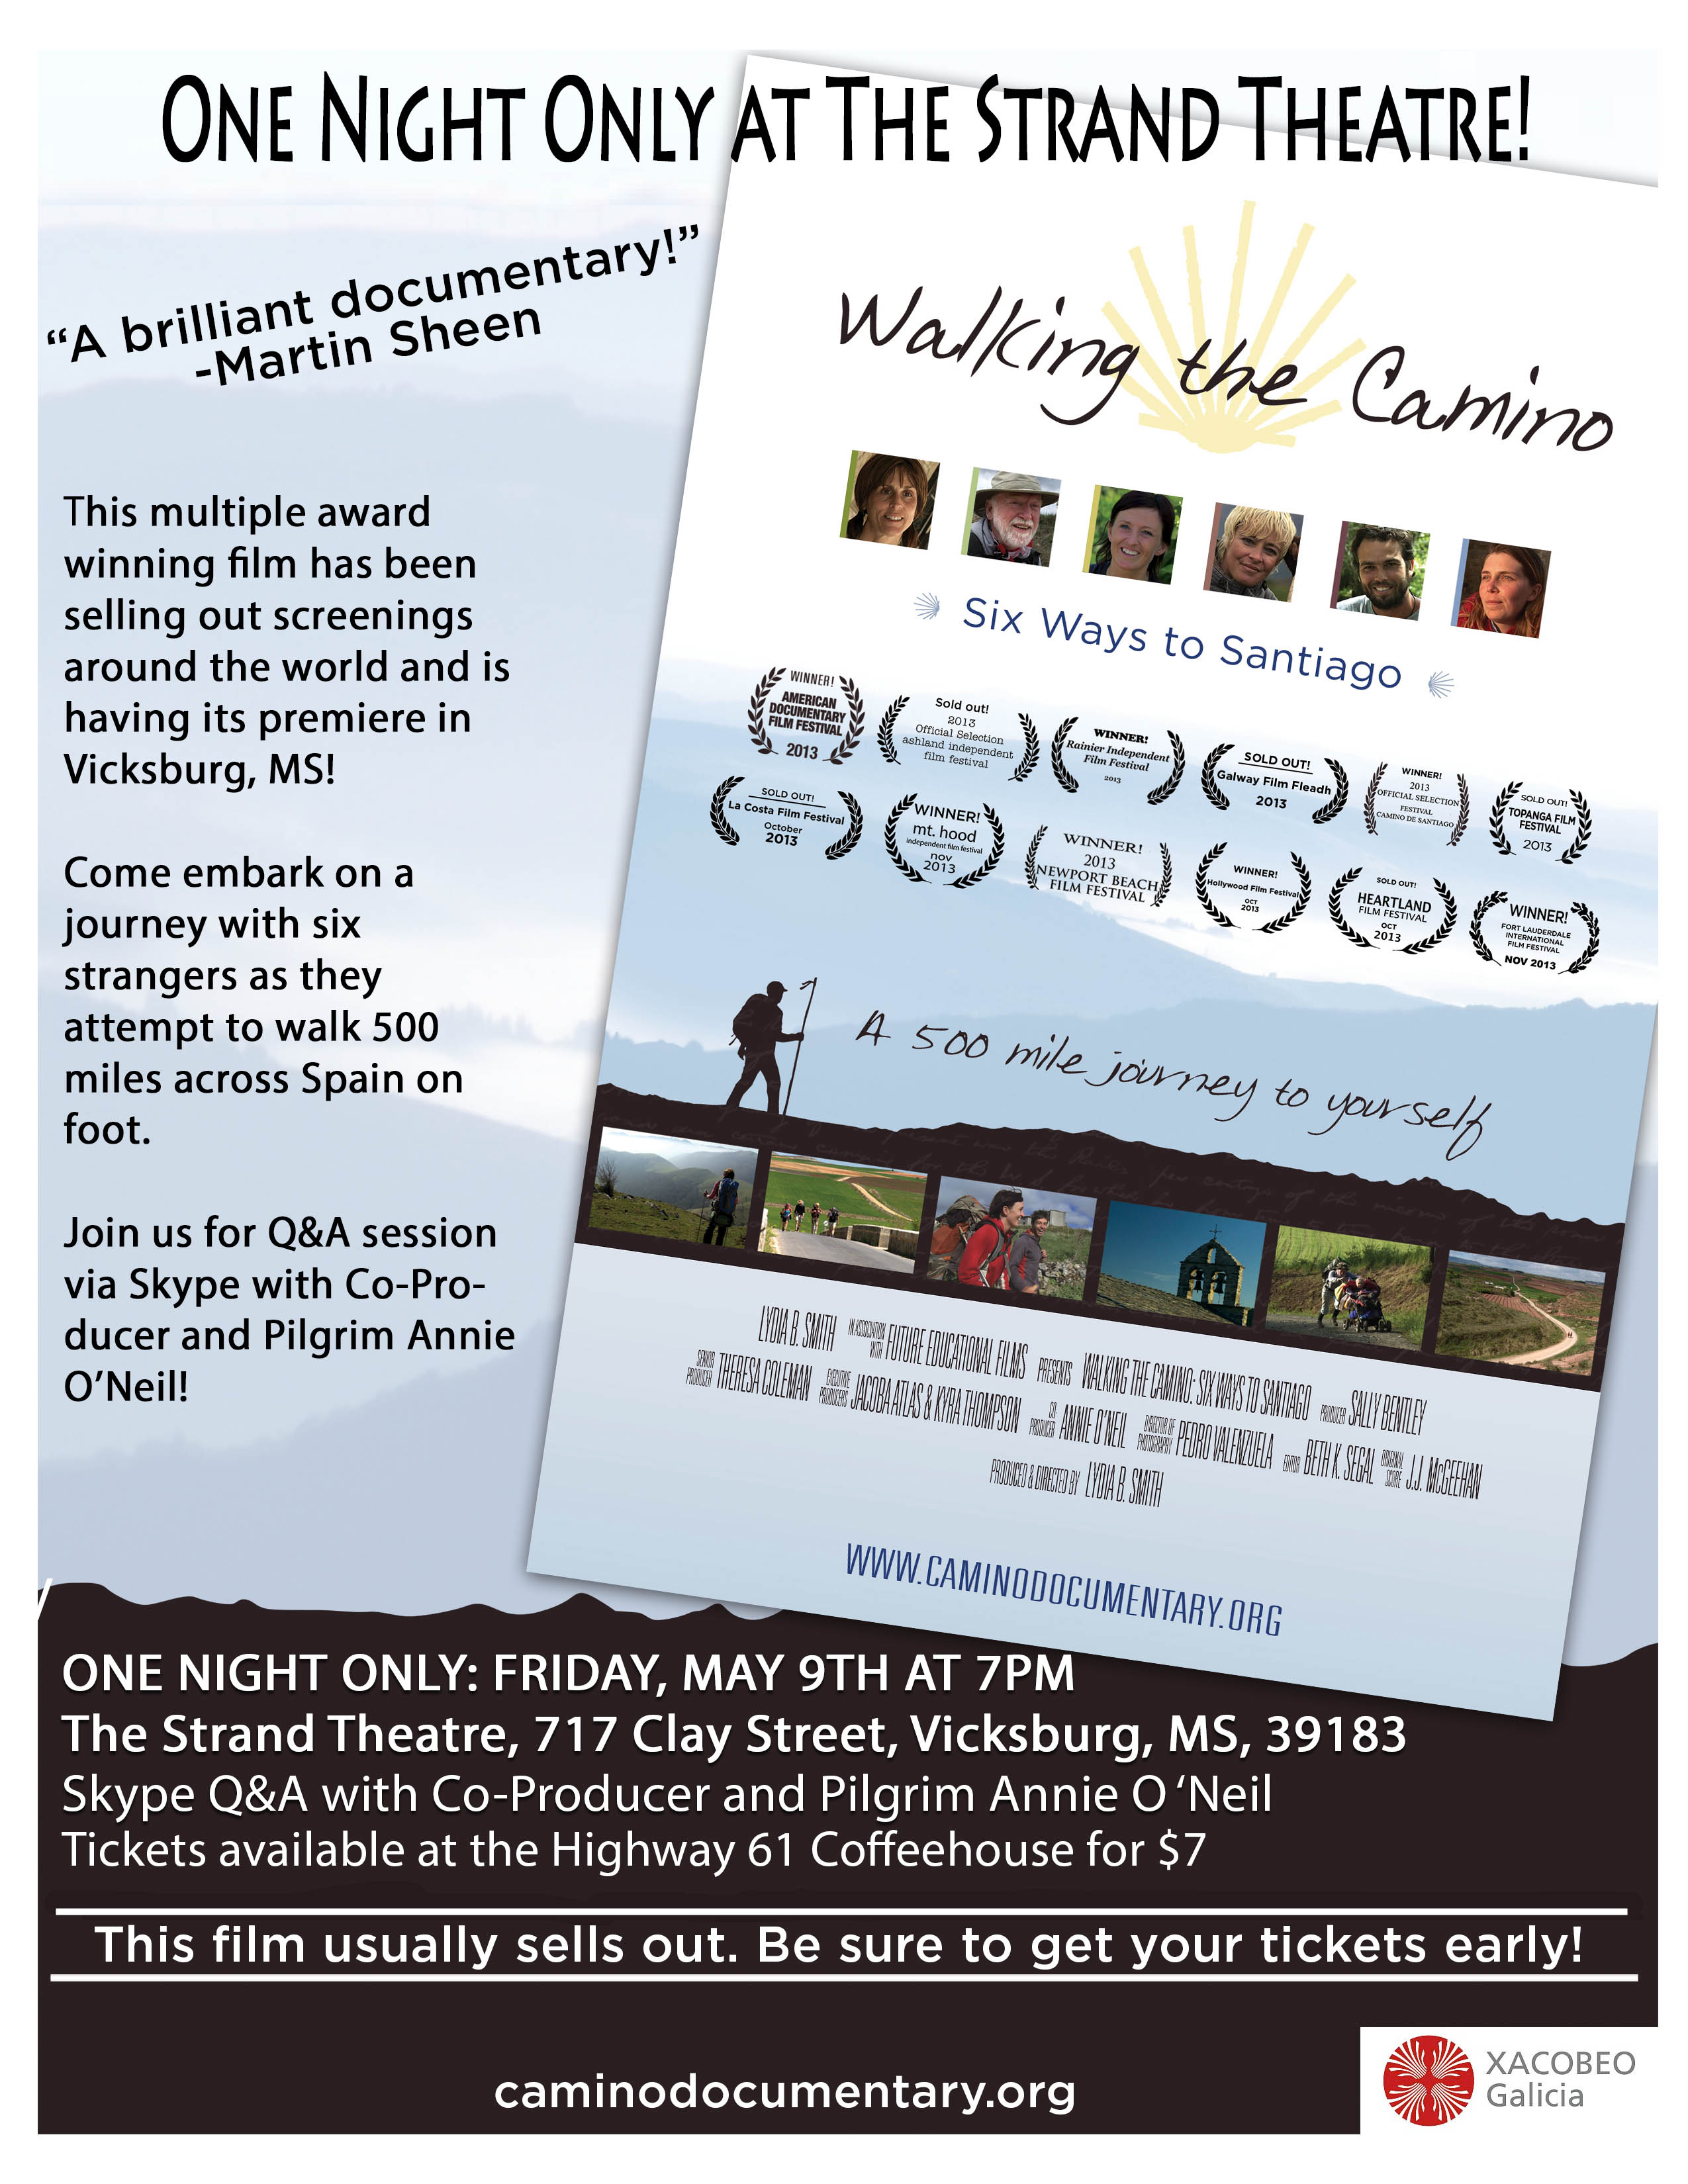 ONE NIGHT ONLY AT THE STRAND THEATRE!
“A brilliant documentary!”
-Martin Sheen
This multiple award
winning film has been
selling out screenings
around the world and is
having its premiere in
Vicksburg, MS!
Come embark on a
journey with six
strangers as they
attempt to walk 500
miles across Spain on
foot.
Join us for Q&A session
via Skype with Co-Pro-
ducer and Pilgrim Annie
O’Neil!
Walking the Camino
Six Ways to Santiago
WINNER!
AMERICAN
DOCUMENTARY
FILM FESTIVAL
2013
Sold out!
2013
Official Selection
ashland independent
film festival
WINNER!
Rainier Independent
Film Festival
2013
SOLD OUT!
Galway Film Fleadh
2013
WINNER!
2013
OFFICIAL SELECTION
FESTIVAL
CAMINO DE SANTIAGO
SOLD OUT!
TOPANGA FILM
FESTIVAL
2013
SOLD OUT!
La Costa Film Festival
October
2013
WINNER!
mt. hood
independent film festival
nov
2013
WINNER!
2013
NEWPORT BEACH
FILM FESTIVAL
WINNER!
Hollywood Film Festival
OCT
2013
SOLD OUT!
HEARTLAND
FILM FESTIVAL
OCT
2013
WINNER!
FORT LAUDERDALE
INTERNATIONAL
FILM FESTIVAL
NOV 2013
A 500 mile journey to yourself
LYDIA B. SMITH IN ASSOCIATION WITH FUTURE EDUCATIONAL FILMS PRESENTS WALKING THE CAMINO: SIX WAYS TO SANTIAGO PRODUCER SALLY BENTLEY
SENIOR PRODUCER THERESA COLEMAN EXECUTIVE PRODUCERS JACOBA ATLAS & KYRA THOMPSON CO-PRODUCER ANNIE O'NEIL DIRECTOR OF PHOTOGRAPHY PEDRO VALENZUELA EDITOR BETH K. SEGAL ORIGINAL SCORE J.J. McGEEHAN
PRODUCED & DIRECTED BY LYDIA B. SMITH
WWW.CAMINODOCUMENTARY.ORG
ONE NIGHT ONLY: FRIDAY, MAY 9TH AT 7PM
The Strand Theatre, 717 Clay Street, Vicksburg, MS, 39183
Skype Q&A with Co-Producer and Pilgrim Annie O ‘Neil
Tickets available at the Highway 61 Coffeehouse for $7
This film usually sells out. Be sure to get your tickets early!
caminodocumentary.org
XACOBEO
Galicia